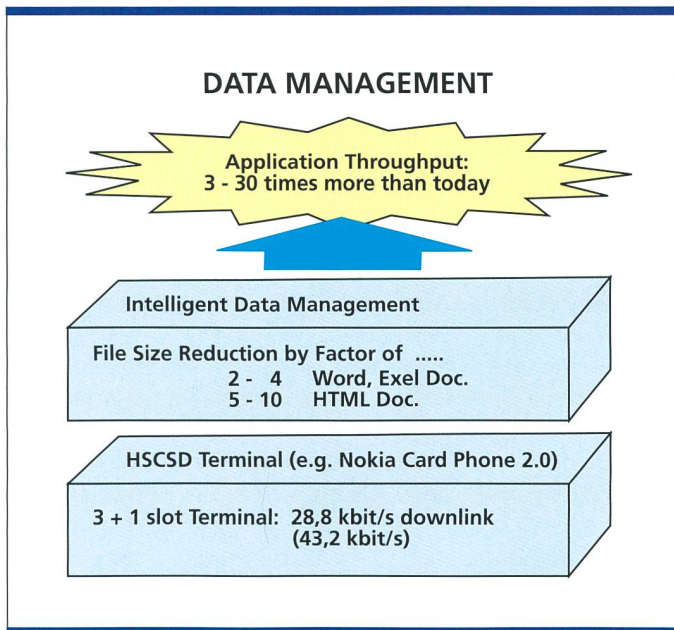 DATA MANAGEMENT
Application Throughput:
3 - 30 times more than today
Intelligent Data Management
File Size Reduction by Factor of .....
2 - 4 Word, Exel Doc.
5 - 10 HTML Doc.
HSCSD Terminal (e.g. Nokia Card Phone 2.0)
3 + 1 slot Terminal: 28,8 kbit/s downlink
(43,2 kbit/s)